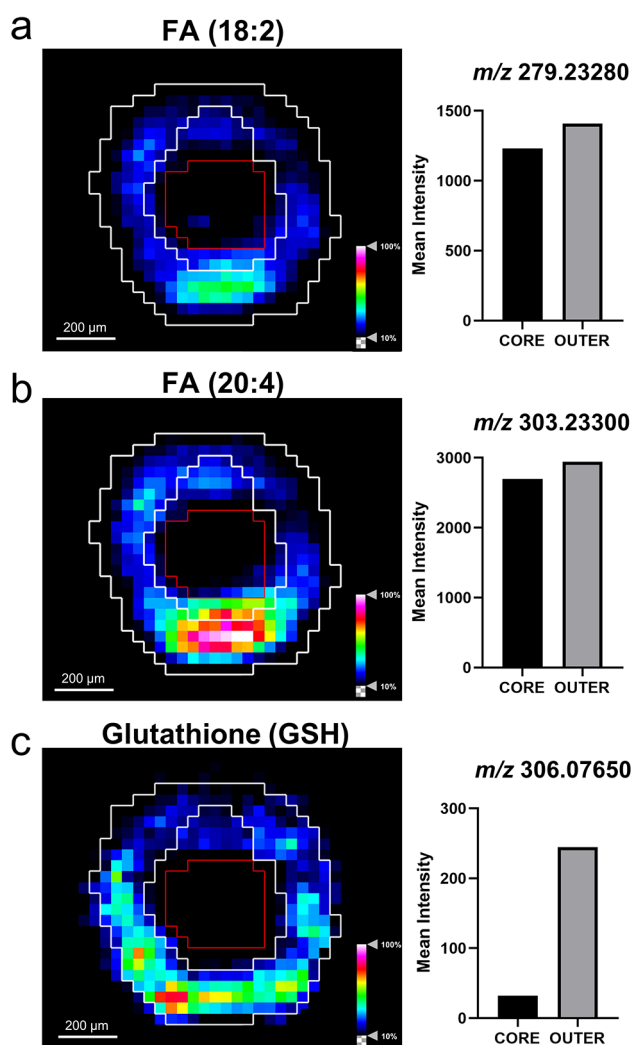 a
FA (18:2)
100%
10%
200 µm
m/z 279.23280
Mean Intensity
1500
1000
500
0
CORE OUTER
b
FA (20:4)
100%
10%
200 µm
m/z 303.23300
Mean Intensity
3000
2000
1000
0
CORE OUTER
c
Glutathione (GSH)
100%
10%
200 µm
m/z 306.07650
Mean Intensity
300
200
100
0
CORE OUTER